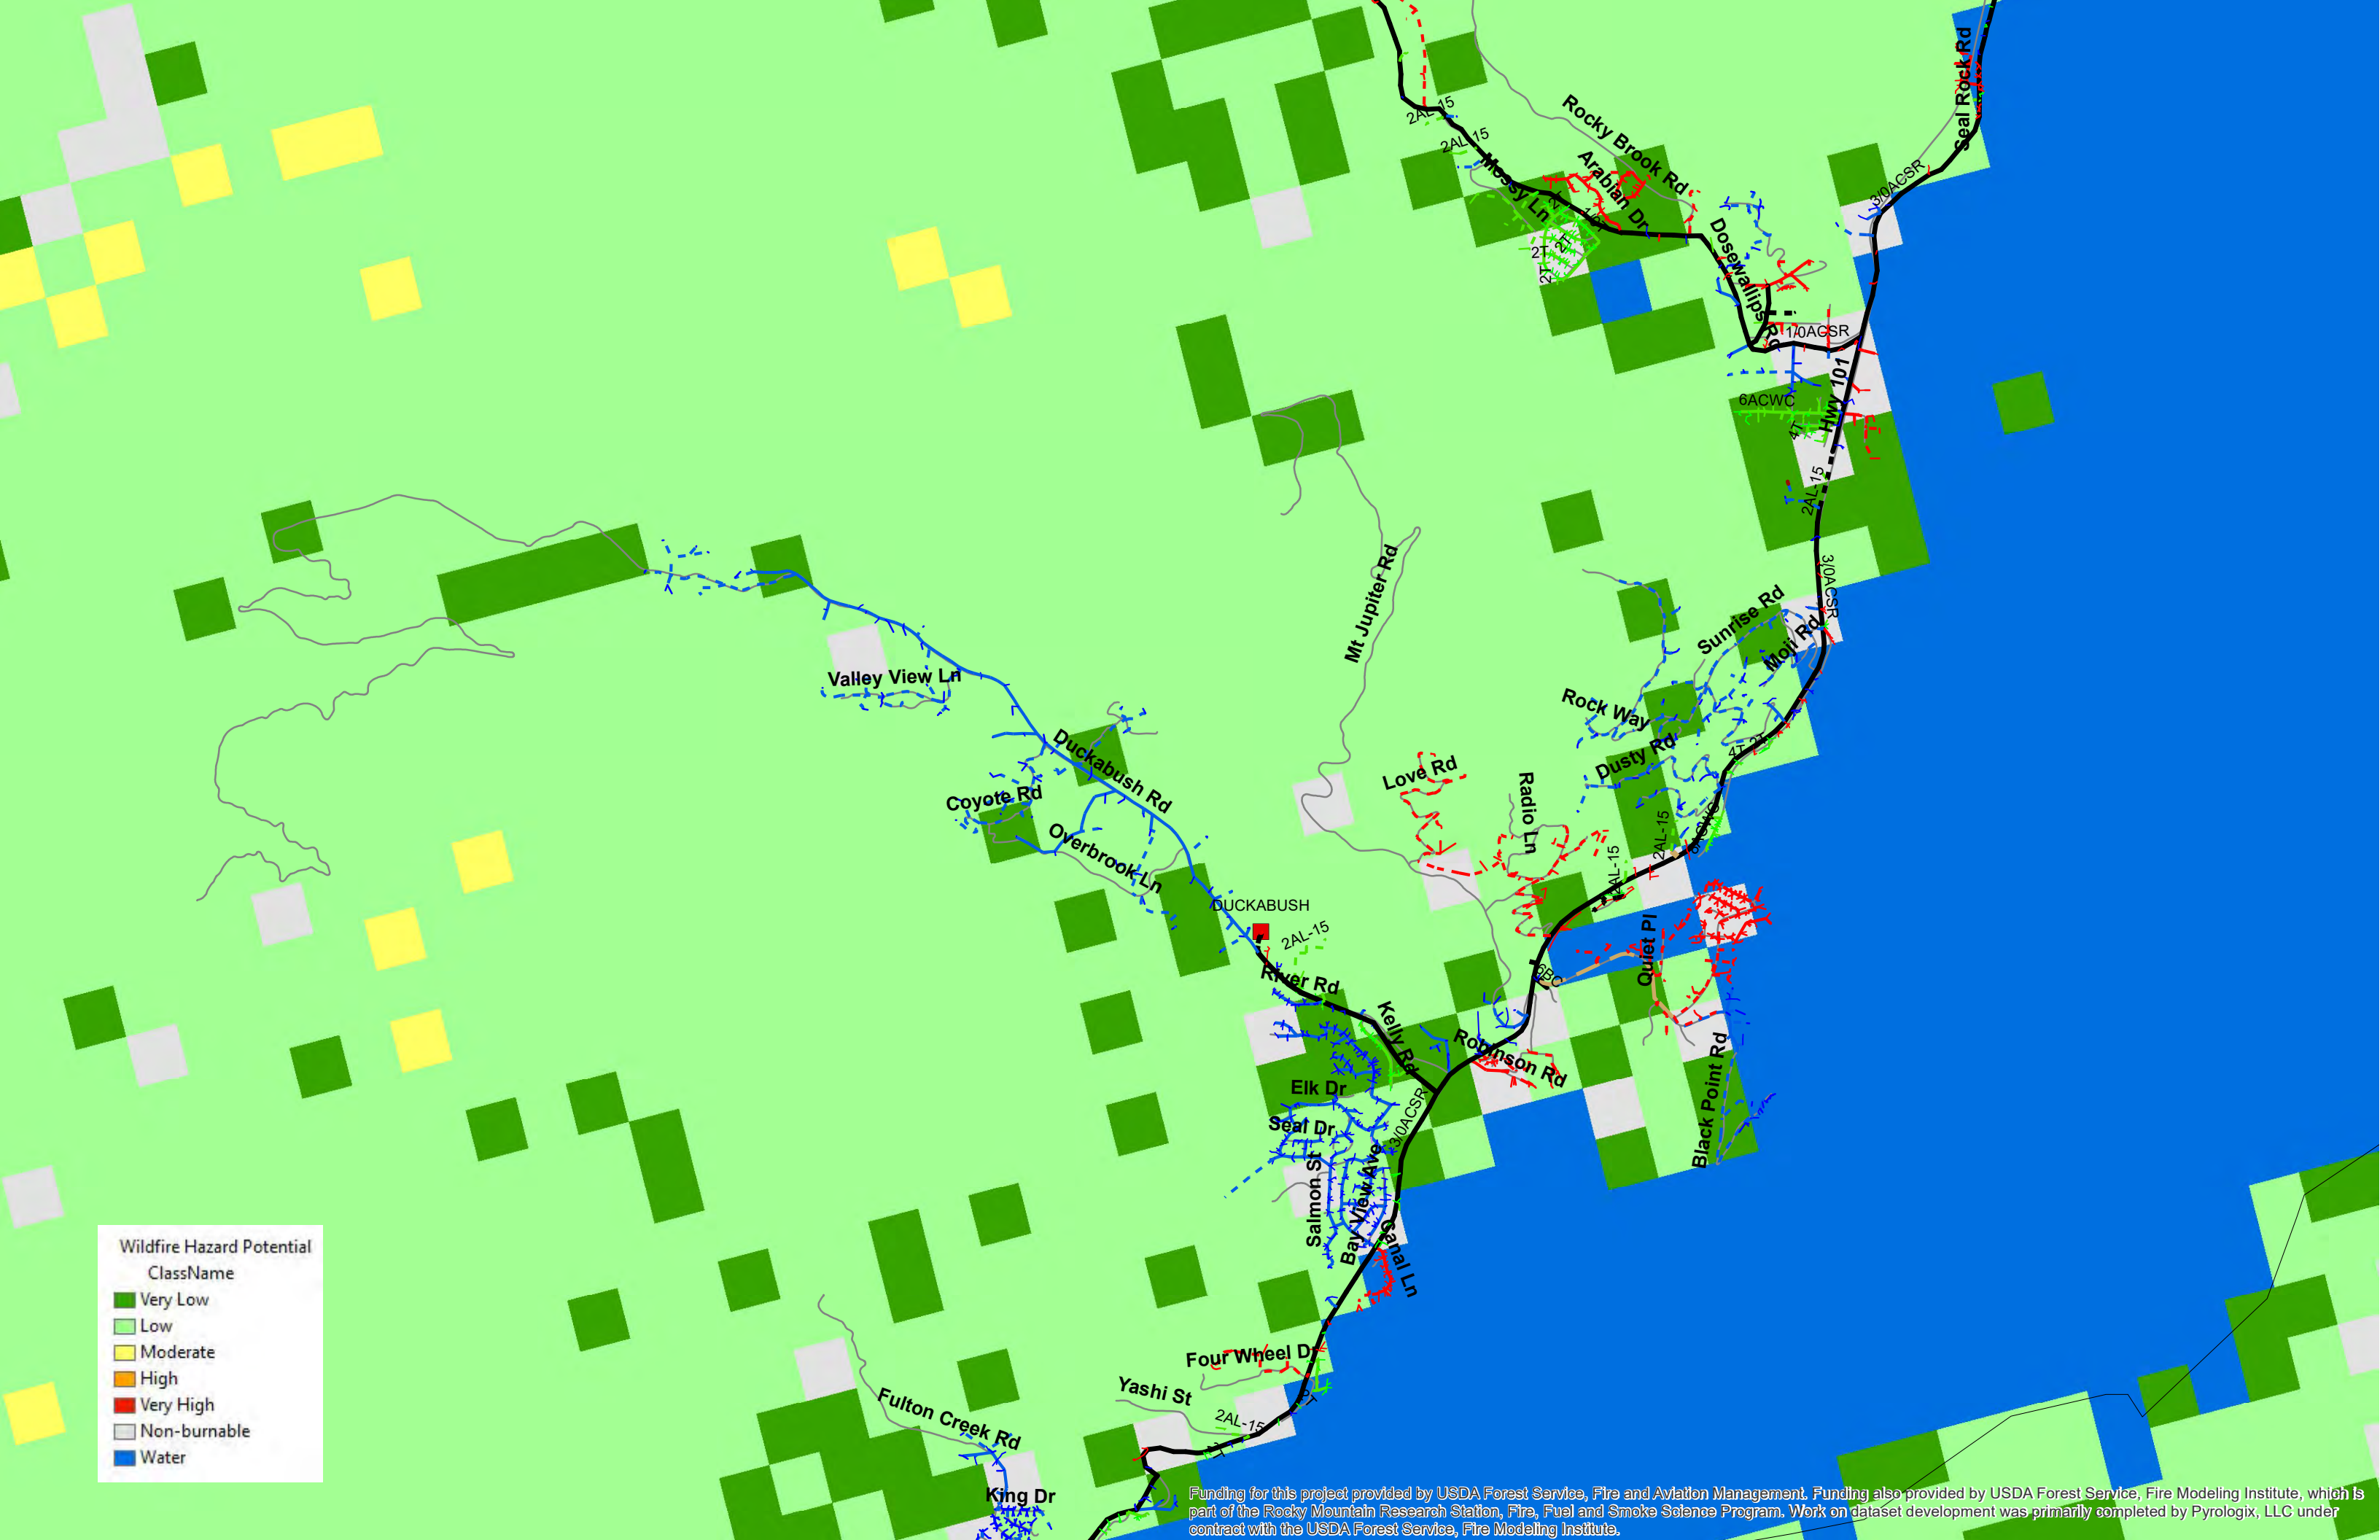 Seal Rock Rd
2AL-15
Rocky Brook Rd
2AL-15
Mossy Ln
Arabian Dr
3/0ACSR
2T
2T
2T
2T
Dosewallips Rd
1/0ACSR
Hwy 101
6ACWC
4T
2AL-15
3/0ACSR
Mt Jupiter Rd
Sunrise Rd
Moji Rd
Valley View Ln
Rock Way
Duckabush Rd
4T
2T
Dusty Rd
Love Rd
Radio Ln
Coyote Rd
Overbrook Ln
2AL-15
2AL-15
DUCKABUSH
2AL-15
Quiet Pl
6BC
River Rd
Kelly Rd
Robinson Rd
Black Point Rd
Elk Dr
3/0ACSR
Seal Dr
Salmon St
Bay View Ave
Canal Ln
Four Wheel Dr
Yashi St
2AL-15
Fulton Creek Rd
King Dr
Wildfire Hazard Potential
ClassName
Very Low
Low
Moderate
High
Very High
Non-burnable
Water
Funding for this project provided by USDA Forest Service, Fire and Aviation Management. Funding also provided by USDA Forest Service, Fire Modeling Institute, which is
part of the Rocky Mountain Research Station, Fire, Fuel and Smoke Science Program. Work on dataset development was primarily completed by Pyrologix, LLC under
contract with the USDA Forest Service, Fire Modeling Institute.